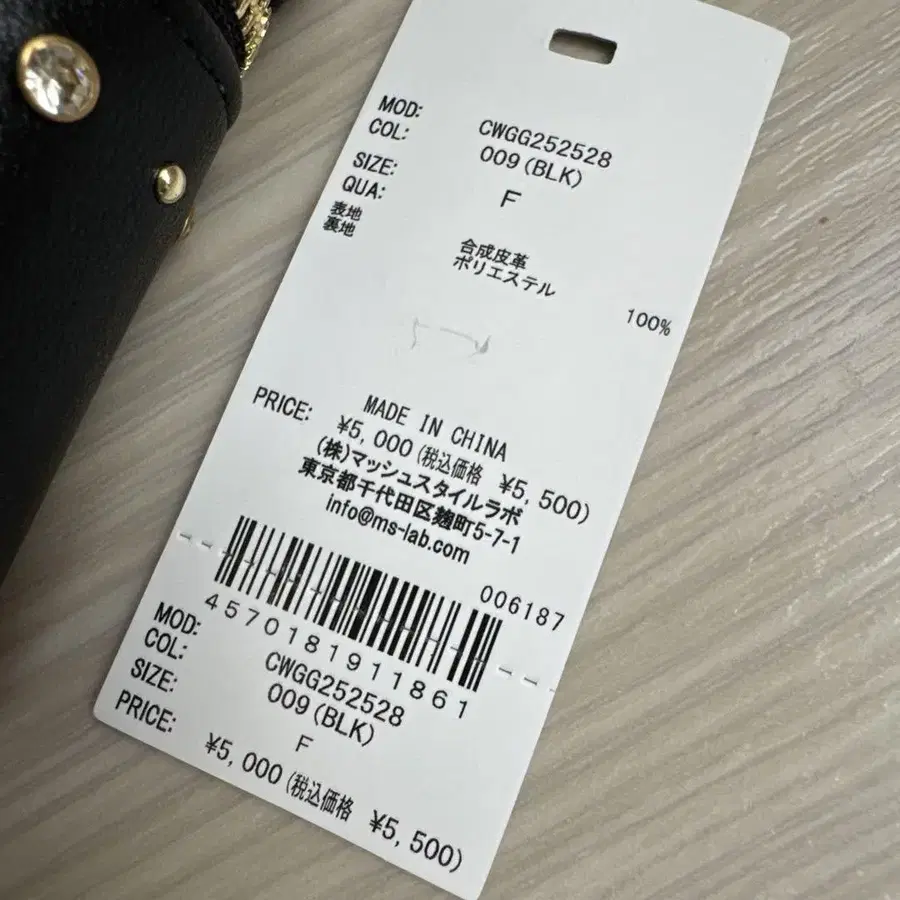 MOD: CWGG252528
COL: 009(BLK)
SIZE: F
QUA:
表地 合成皮革
裏地 ポリエステル 100%
MADE IN CHINA
PRICE: ¥5,000(税込価格 ¥5,500)
(株)マッシュスタイルラボ
東京都千代田区麹町5-7-1
info@ms-lab.com
006187
4570181911861
MOD: CWGG252528
COL: 009(BLK)
SIZE: F
PRICE: ¥5,000(税込価格 ¥5,500)